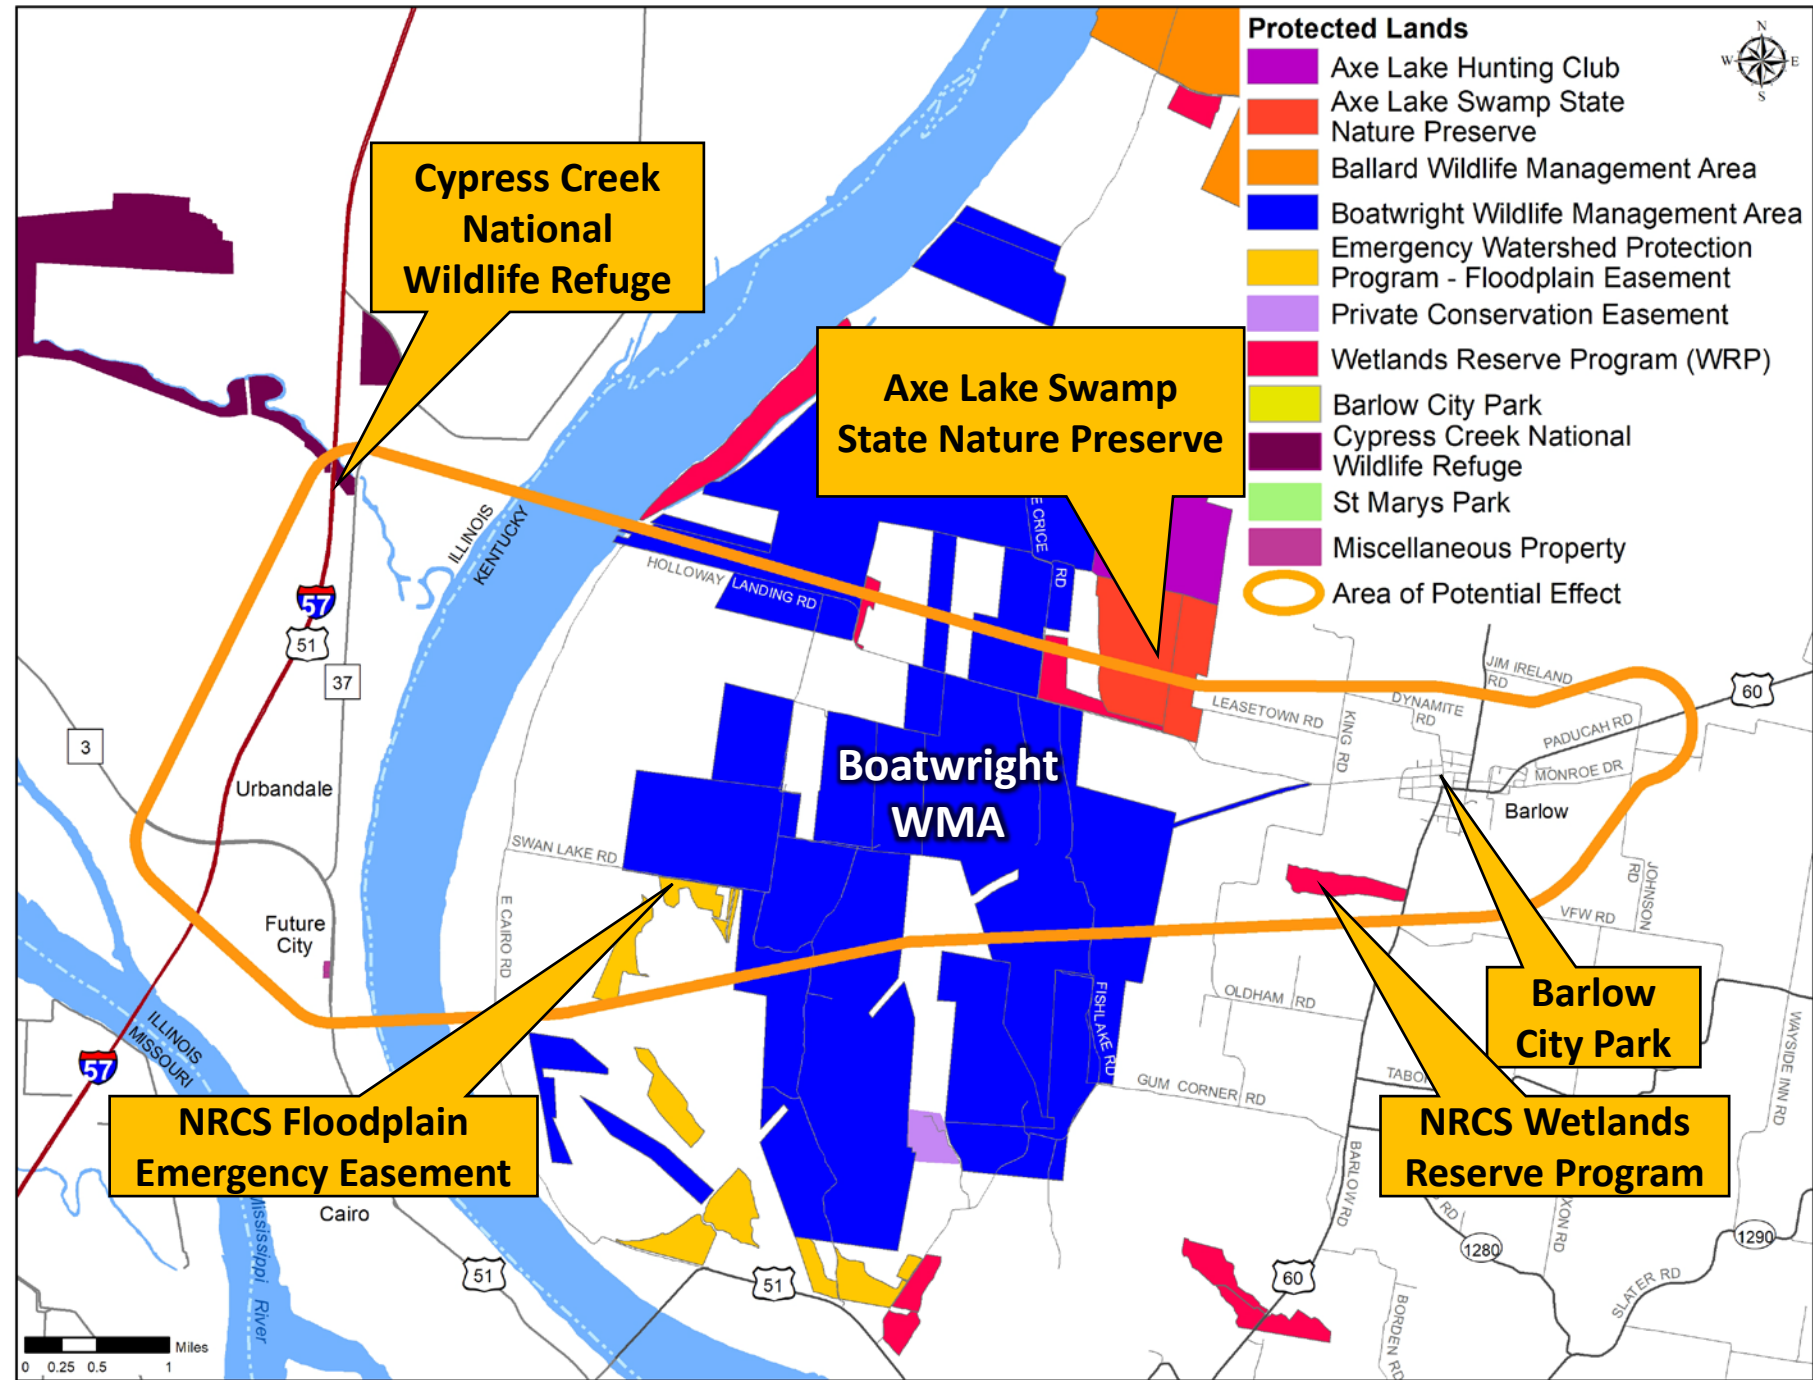 Protected Lands
Axe Lake Hunting Club
Axe Lake Swamp State
Nature Preserve
Ballard Wildlife Management Area
Boatwright Wildlife Management Area
Emergency Watershed Protection
Program - Floodplain Easement
Private Conservation Easement
Wetlands Reserve Program (WRP)
Barlow City Park
Cypress Creek National
Wildlife Refuge
St Marys Park
Miscellaneous Property
Area of Potential Effect
N
W E
S
Cypress Creek
National
Wildlife Refuge
Axe Lake Swamp
State Nature Preserve
ILLINOIS
KENTUCKY
HOLLOWAY LANDING RD
E CRICE
RD
57
51
37
3
Urbandale
Future
City
JIM IRELAND
RD
60
LEASETOWN RD
KING RD
DYNAMITE
RD
PADUCAH RD
MONROE DR
Barlow
Boatwright
WMA
SWAN LAKE RD
E CAIRO RD
JOHNSON
RD
VFW RD
OLDHAM RD
FISHLAKE RD
GUM CORNER RD
WAYSIDE INN RD
Barlow
City Park
ILLINOIS
MISSOURI
57
NRCS Floodplain
Emergency Easement
NRCS Wetlands
Reserve Program
BARLOW RD
RD
1280
1290
SLATER RD
BORDEN RD
60
Cairo
51
51
Mississippi River
Miles
0 0.25 0.5 1